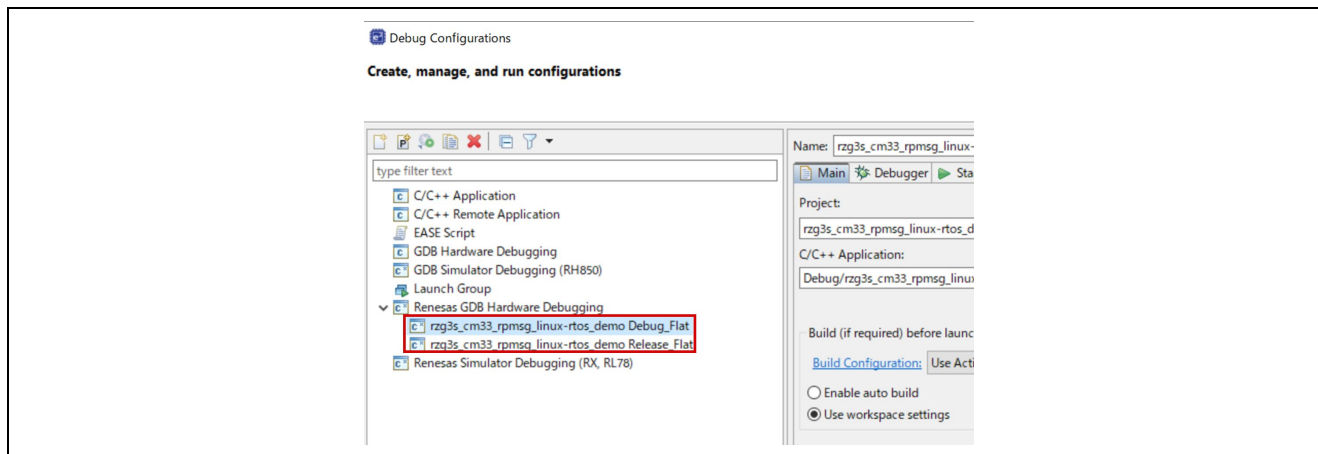 Debug Configurations
Create, manage, and run configurations
type filter text
C/C++ Application
C/C++ Remote Application
EASE Script
GDB Hardware Debugging
GDB Simulator Debugging (RH850)
Launch Group
Renesas GDB Hardware Debugging
rzg3s_cm33_rpmsg_linux-rtos_demo Debug_Flat
rzg3s_cm33_rpmsg_linux-rtos_demo Release_Flat
Renesas Simulator Debugging (RX, RL78)
Name: rzg3s_cm33_rpmsg_linux-
Main Debugger Sta
Project:
rzg3s_cm33_rpmsg_linux-rtos_d
C/C++ Application:
Debug/rzg3s_cm33_rpmsg_linux
Build (if required) before launc
Build Configuration: Use Acti
Enable auto build
Use workspace settings